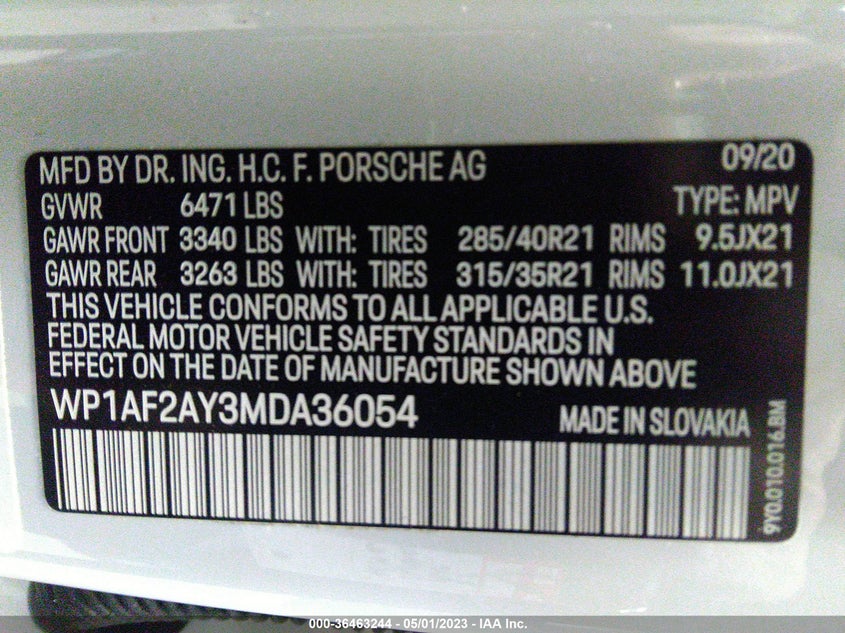 MFD BY DR. ING. H.C. F. PORSCHE AG 09/20
GVWR 6471 LBS TYPE: MPV
GAWR FRONT 3340 LBS WITH: TIRES 285/40R21 RIMS 9.5JX21
GAWR REAR 3263 LBS WITH: TIRES 315/35R21 RIMS 11.0JX21
THIS VEHICLE CONFORMS TO ALL APPLICABLE U.S.
FEDERAL MOTOR VEHICLE SAFETY STANDARDS IN
EFFECT ON THE DATE OF MANUFACTURE SHOWN ABOVE
WP1AF2AY3MDA36054 MADE IN SLOVAKIA
9Y0.010.016.BM
000-36463244 - 05/01/2023 - IAA Inc.